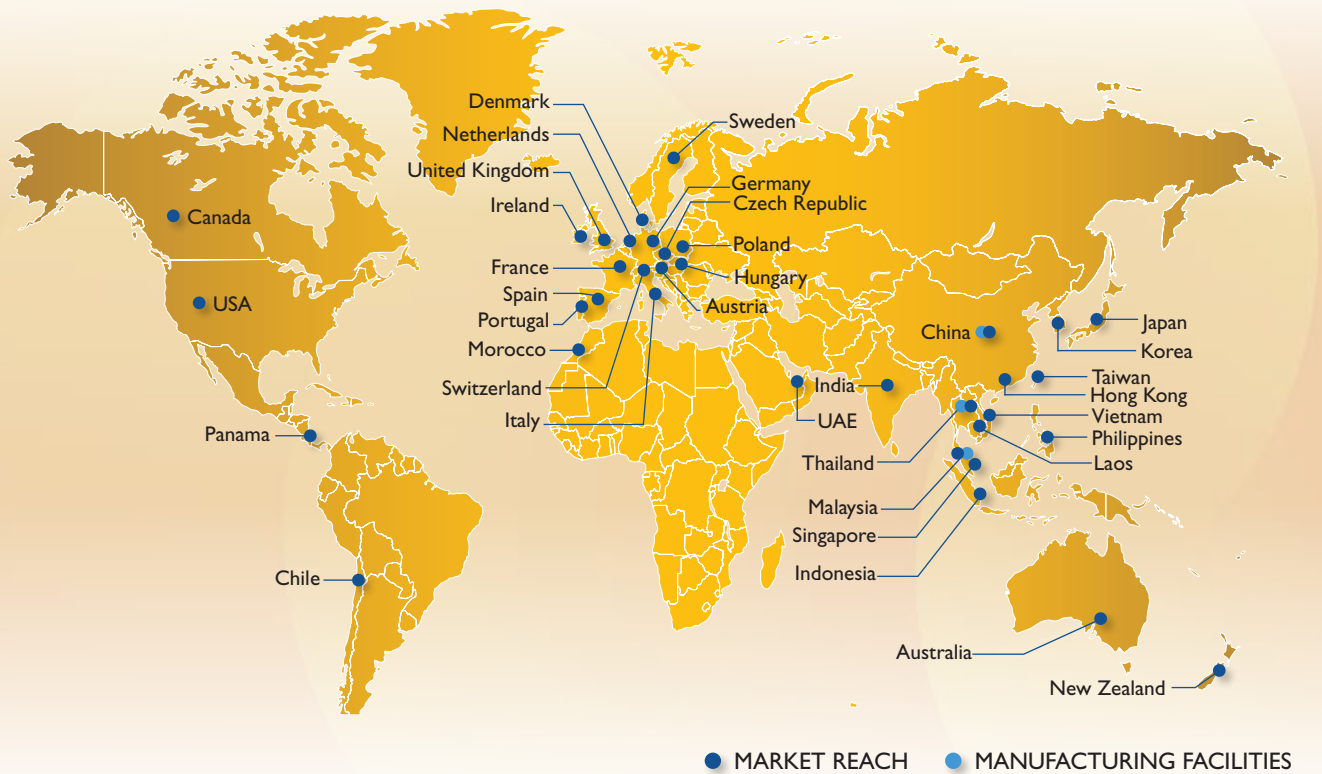 Denmark
Sweden
Netherlands
United Kingdom
Germany
Czech Republic
Ireland
Canada
Poland
France
Hungary
Spain
USA
Austria
Portugal
China
Japan
Morocco
Korea
Switzerland
India
Taiwan
Hong Kong
Italy
UAE
Vietnam
Panama
Philippines
Thailand
Laos
Malaysia
Singapore
Chile
Indonesia
Australia
New Zealand
MARKET REACH
MANUFACTURING FACILITIES